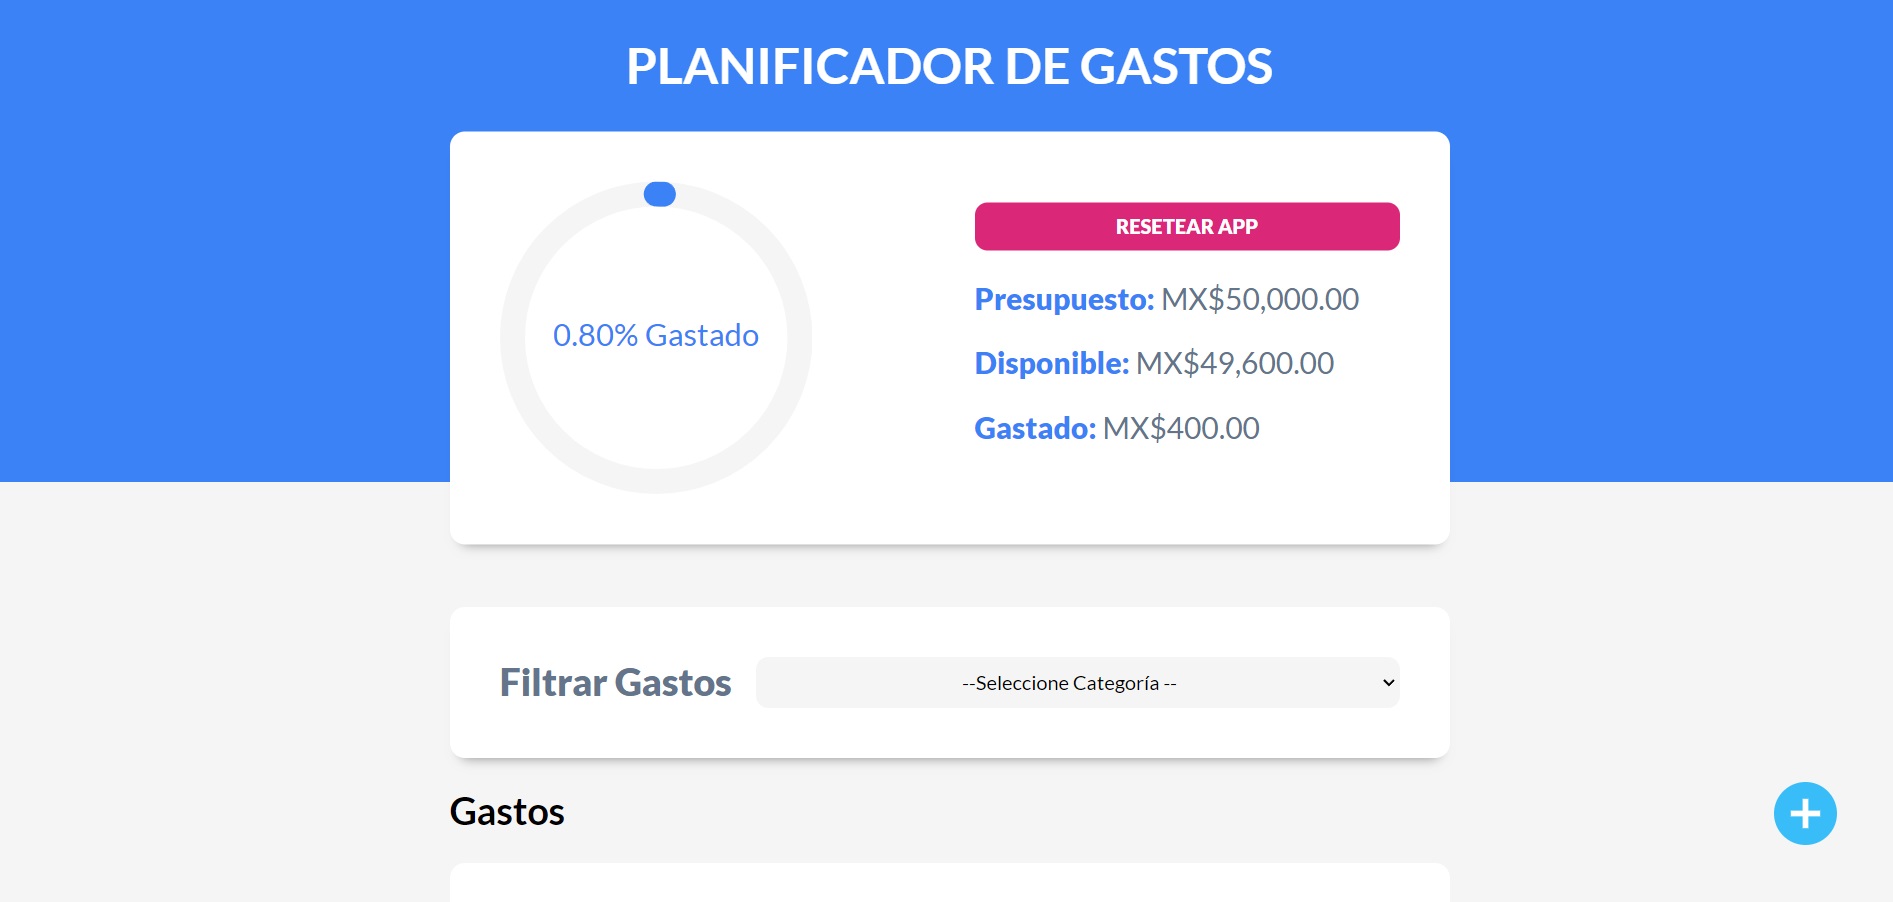 PLANIFICADOR DE GASTOS
0.80% Gastado
RESETEAR APP
Presupuesto: MX$50,000.00
Disponible: MX$49,600.00
Gastado: MX$400.00
Filtrar Gastos
--Seleccione Categoría --
Gastos